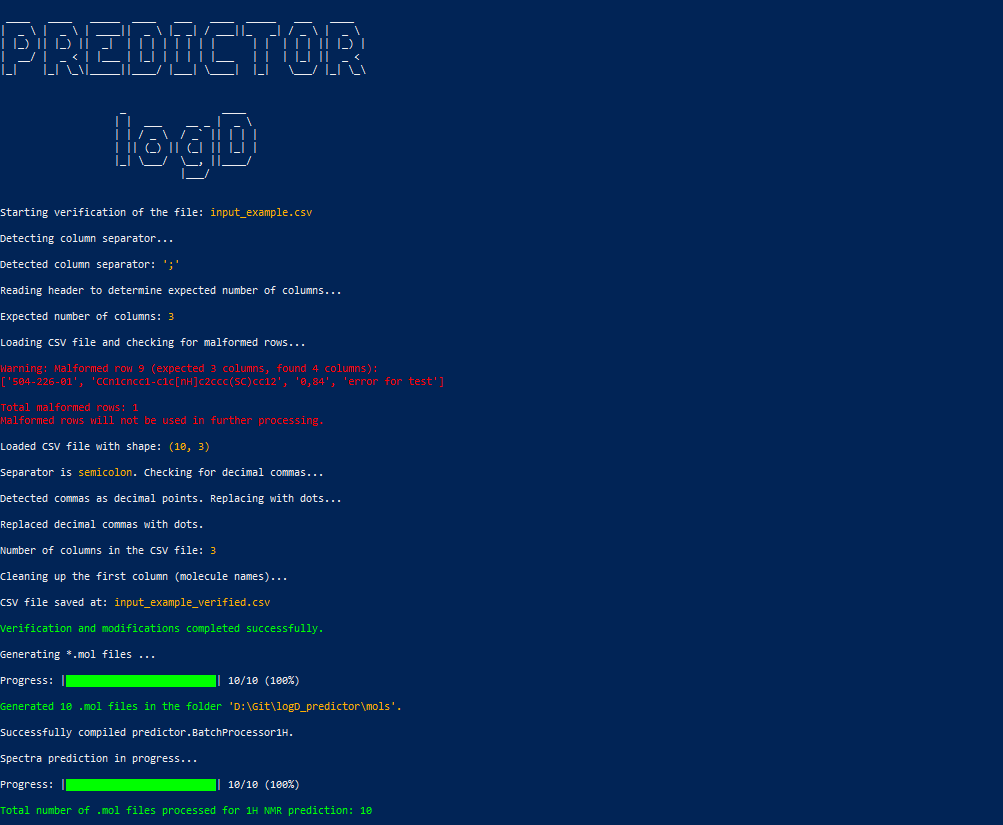 PREDICTOR
logD
Starting verification of the file: input_example.csv
Detecting column separator...
Detected column separator: ';'
Reading header to determine expected number of columns...
Expected number of columns: 3
Loading CSV file and checking for malformed rows...
Warning: Malformed row 9 (expected 3 columns, found 4 columns):
['504-226-01', 'CCn1cncc1-c1c[nH]c2ccc(SC)cc12', '0,84', 'error for test']
Total malformed rows: 1
Malformed rows will not be used in further processing.
Loaded CSV file with shape: (10, 3)
Separator is semicolon. Checking for decimal commas...
Detected commas as decimal points. Replacing with dots...
Replaced decimal commas with dots.
Number of columns in the CSV file: 3
Cleaning up the first column (molecule names)...
CSV file saved at: input_example_verified.csv
Verification and modifications completed successfully.
Generating *.mol files ...
Progress: || 10/10 (100%)
Generated 10 .mol files in the folder 'D:\Git\logD_predictor\mols'.
Successfully compiled predictor.BatchProcessor1H.
Spectra prediction in progress...
Progress: || 10/10 (100%)
Total number of .mol files processed for 1H NMR prediction: 10